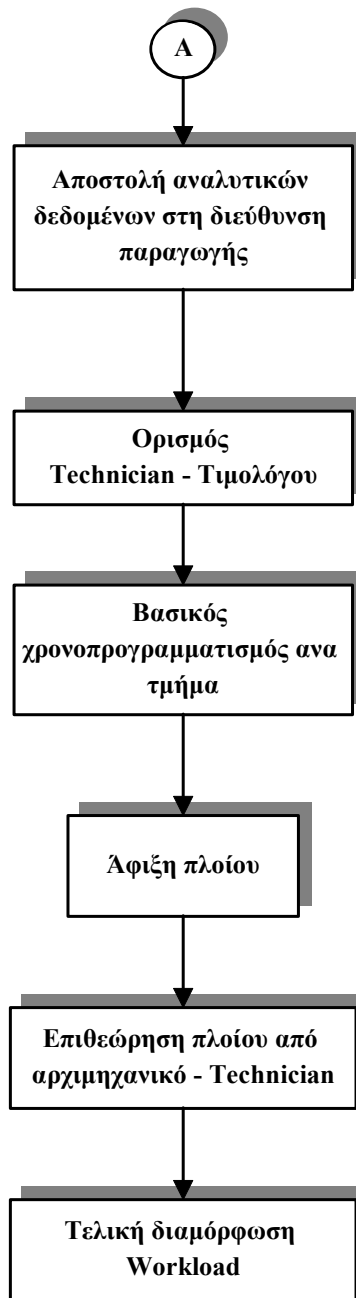 Α
Αποστολή αναλυτικών
δεδομένων στη διεύθυνση
παραγωγής
Ορισμός
Technician - Τιμολόγου
Βασικός
χρονοπρογραμματισμός ανα
τμήμα
Άφιξη πλοίου
Επιθεώρηση πλοίου από
αρχιμηχανικό - Technician
Τελική διαμόρφωση
Workload